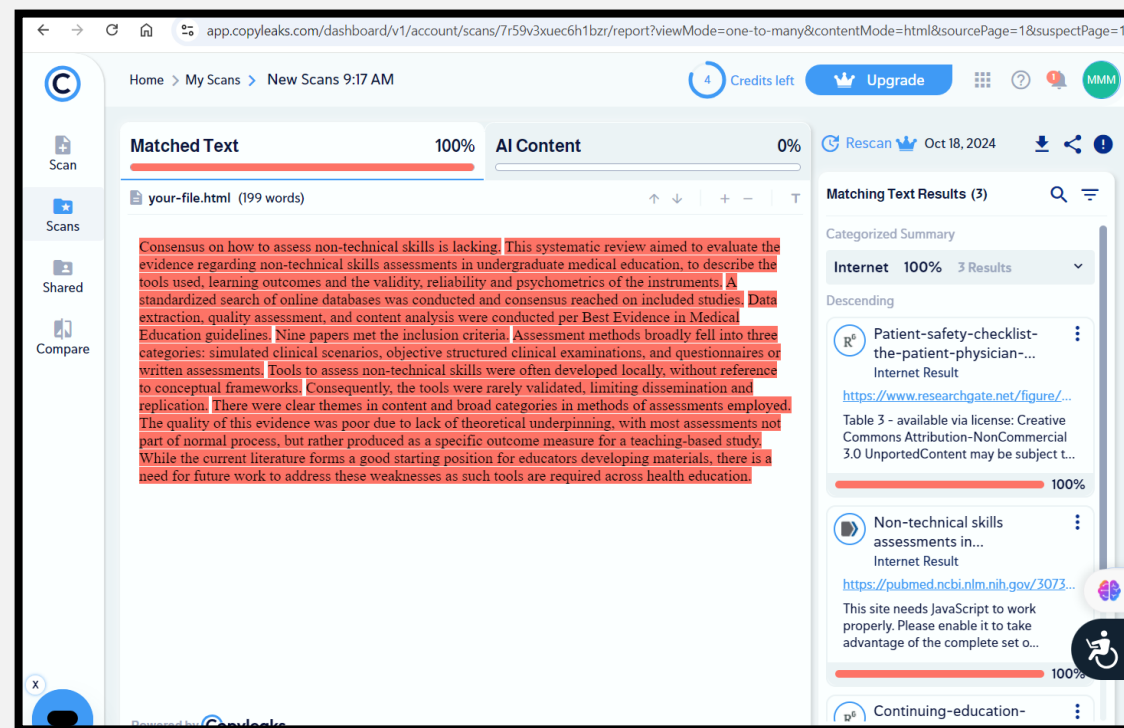 app.copyleaks.com/dashboard/v1/account/scans/7r59v3xuec6h1bzr/report?viewMode=one-to-many&contentMode=html&sourcePage=1&suspectPage=1
Home > My Scans > New Scans 9:17 AM
4 Credits left
Upgrade
?
1
MMM
C
Scan
Scans
Shared
Compare
X
Matched Text 100%
AI Content 0%
your-file.html (199 words)
T
Consensus on how to assess non-technical skills is lacking. This systematic review aimed to evaluate the
evidence regarding non-technical skills assessments in undergraduate medical education, to describe the
tools used, learning outcomes and the validity, reliability and psychometrics of the instruments. A
standardized search of online databases was conducted and consensus reached on included studies. Data
extraction, quality assessment, and content analysis were conducted per Best Evidence in Medical
Education guidelines. Nine papers met the inclusion criteria. Assessment methods broadly fell into three
categories: simulated clinical scenarios, objective structured clinical examinations, and questionnaires or
written assessments. Tools to assess non-technical skills were often developed locally, without reference
to conceptual frameworks. Consequently, the tools were rarely validated, limiting dissemination and
replication. There were clear themes in content and broad categories in methods of assessments employed.
The quality of this evidence was poor due to lack of theoretical underpinning, with most assessments not
part of normal process, but rather produced as a specific outcome measure for a teaching-based study.
While the current literature forms a good starting position for educators developing materials, there is a
need for future work to address these weaknesses as such tools are required across health education.
Powered by Copyleaks
Rescan Oct 18, 2024
Matching Text Results (3)
Categorized Summary
Internet 100% 3 Results
Descending
R⁶
Patient-safety-checklist-
the-patient-physician-...
Internet Result
https://www.researchgate.net/figure/...
Table 3 - available via license: Creative
Commons Attribution-NonCommercial
3.0 UnportedContent may be subject t...
100%
Non-technical skills
assessments in...
Internet Result
https://pubmed.ncbi.nlm.nih.gov/3073...
This site needs JavaScript to work
properly. Please enable it to take
advantage of the complete set o...
100%
R⁶
Continuing-education-